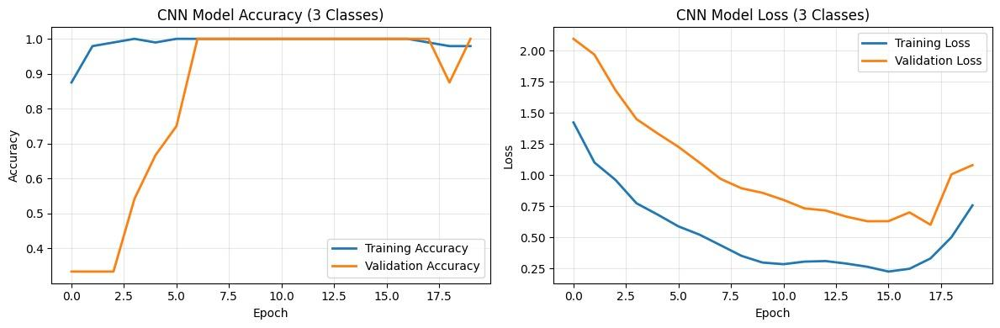 CNN Model Accuracy (3 Classes)
1.0
0.9
0.8
0.7
0.6
0.5
0.4
Accuracy
Training Accuracy
Validation Accuracy
0.0 2.5 5.0 7.5 10.0 12.5 15.0 17.5
Epoch
CNN Model Loss (3 Classes)
Training Loss
Validation Loss
2.00
1.75
1.50
1.25
1.00
0.75
0.50
0.25
Loss
0.0 2.5 5.0 7.5 10.0 12.5 15.0 17.5
Epoch